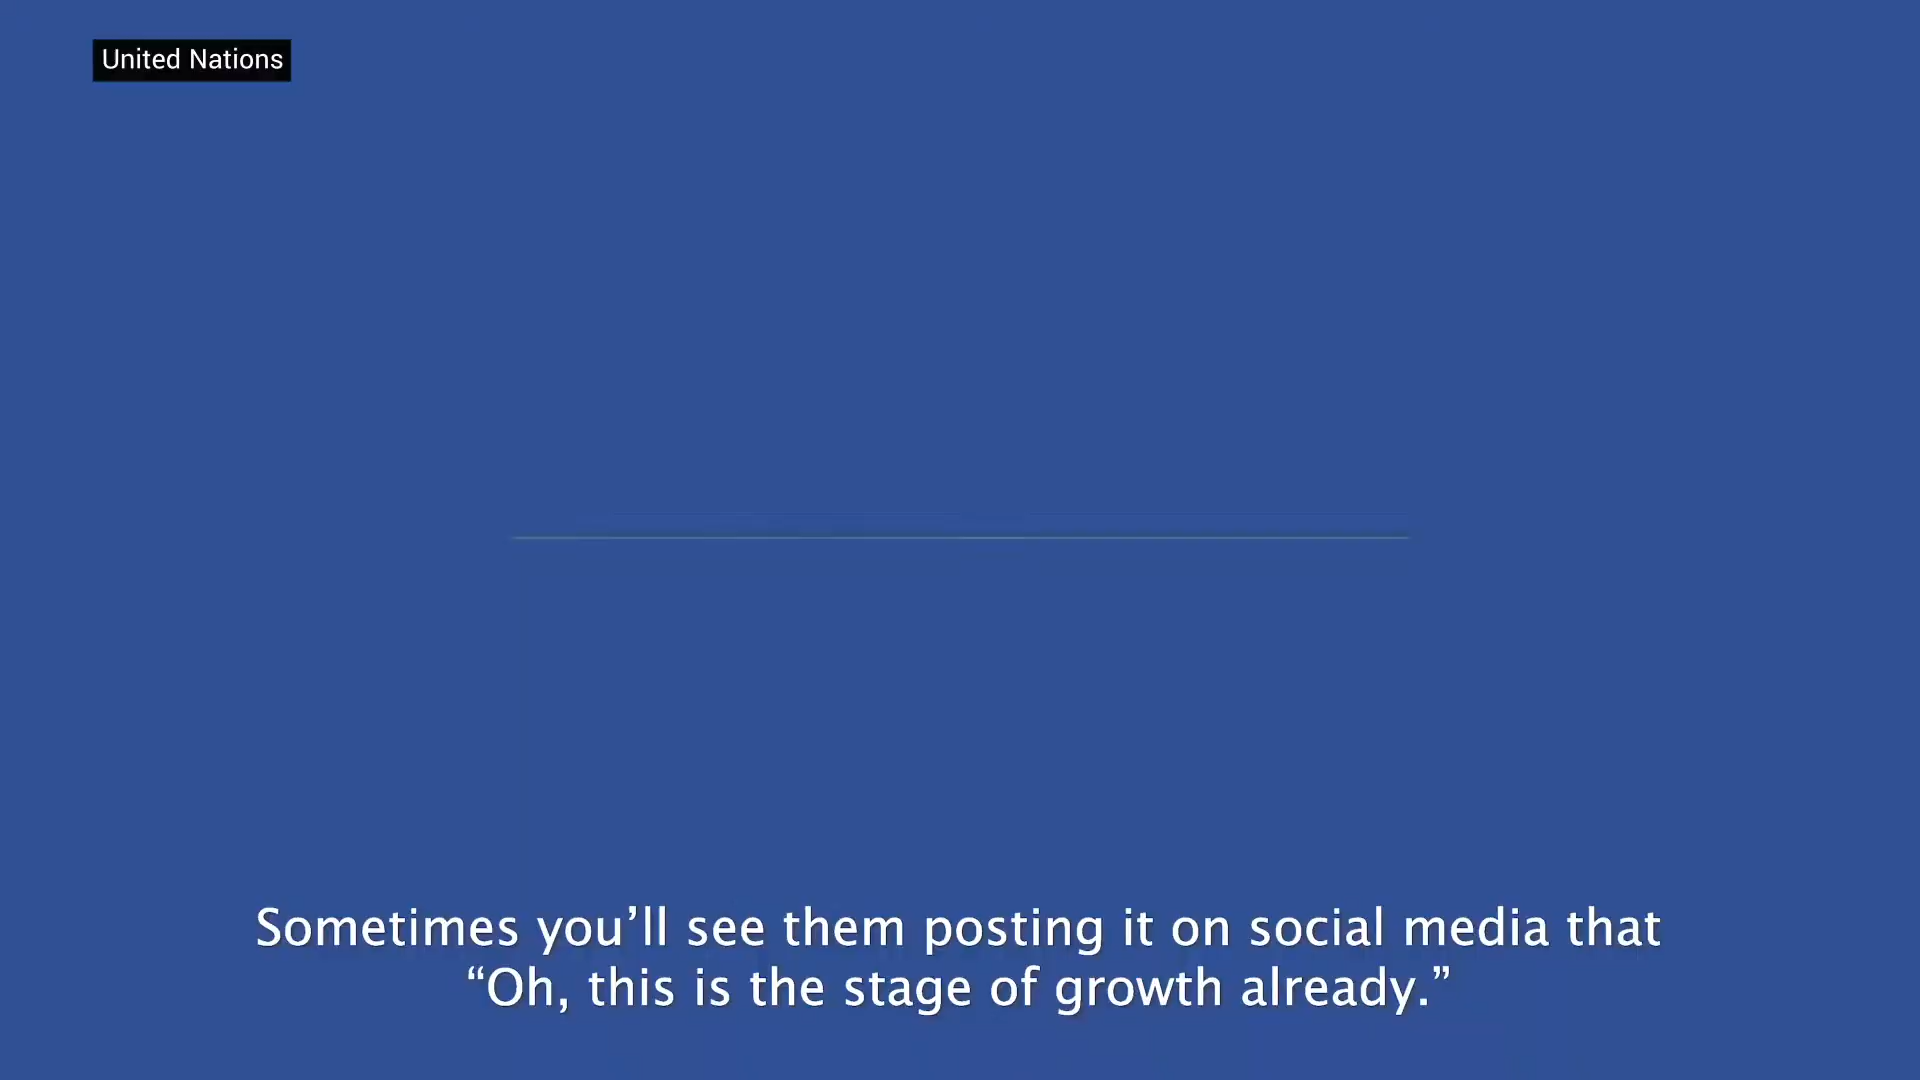 United Nations
Sometimes you’ll see them posting it on social media that
“Oh, this is the stage of growth already.”